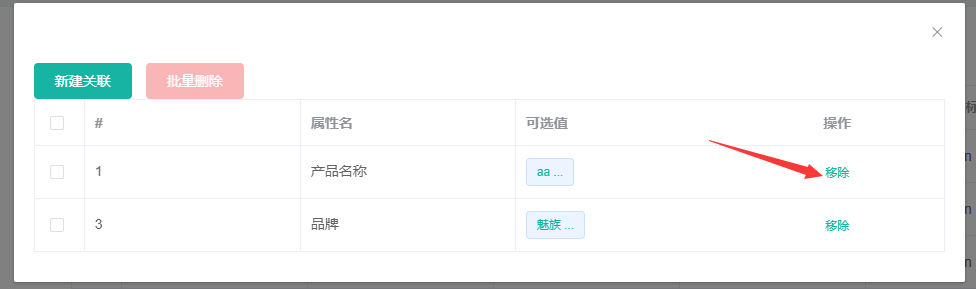 新建关联 批量删除
# 属性名 可选值 操作
1 产品名称 aa ... 移除
3 品牌 魅族 ... 移除
标
n
n
n